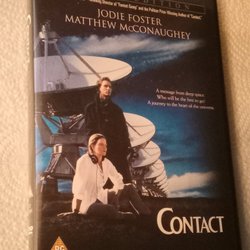 JODIE FOSTER
MATTHEW McCONAUGHEY
A message from deep space.
Who will be the first to go?
A journey to the heart of the universe.
CONTACT
PG